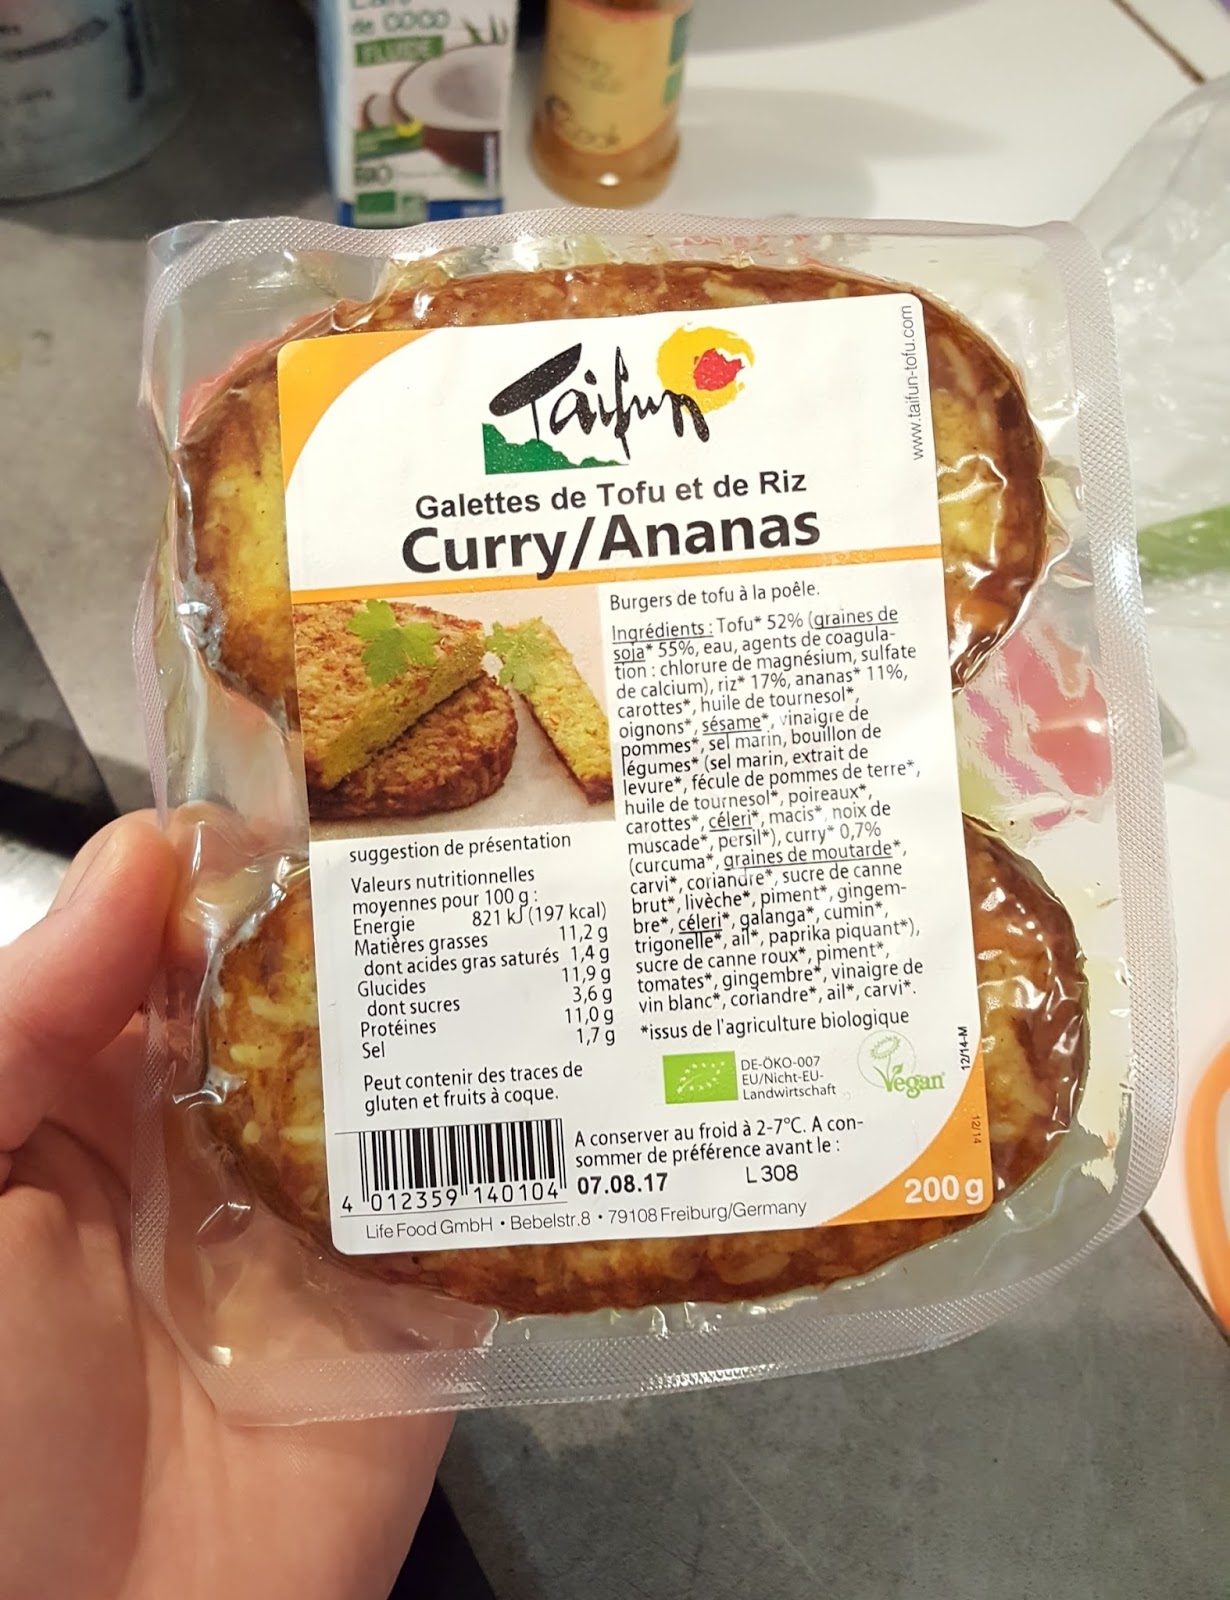 de COCO
FLUIDE
BIO
Cook
Taifun
www.taifun-tofu.com
Galettes de Tofu et de Riz
Curry/Ananas
Burgers de tofu à la poêle.
Ingrédients : Tofu* 52% (graines de
soja* 55%, eau, agents de coagula-
tion : chlorure de magnésium, sulfate
de calcium), riz* 17%, ananas* 11%,
carottes*, huile de tournesol*,
oignons*, sésame*, vinaigre de
pommes*, sel marin, bouillon de
légumes* (sel marin, extrait de
levure*, fécule de pommes de terre*,
huile de tournesol*, poireaux*,
carottes*, céleri*, macis*, noix de
muscade*, persil*), curry* 0,7%
(curcuma*, graines de moutarde*,
carvi*, coriandre*, sucre de canne
brut*, livèche*, piment*, gingem-
bre*, céleri*, galanga*, cumin*,
trigonelle*, ail*, paprika piquant*),
sucre de canne roux*, piment*,
tomates*, gingembre*, vinaigre de
vin blanc*, coriandre*, ail*, carvi*.
*issus de l'agriculture biologique
suggestion de présentation
Valeurs nutritionnelles
moyennes pour 100 g :
Energie 821 kJ (197 kcal)
Matières grasses 11,2 g
dont acides gras saturés 1,4 g
Glucides 11,9 g
dont sucres 3,6 g
Protéines 11,0 g
Sel 1,7 g
Peut contenir des traces de
gluten et fruits à coque.
DE-ÖKO-007
EU/Nicht-EU-
Landwirtschaft
Vegan
12/14-M
12/14
A conserver au froid à 2-7°C. A con-
sommer de préférence avant le :
07.08.17 L 308
4 012359 140104
200 g
Life Food GmbH • Bebelstr.8 • 79108 Freiburg/Germany